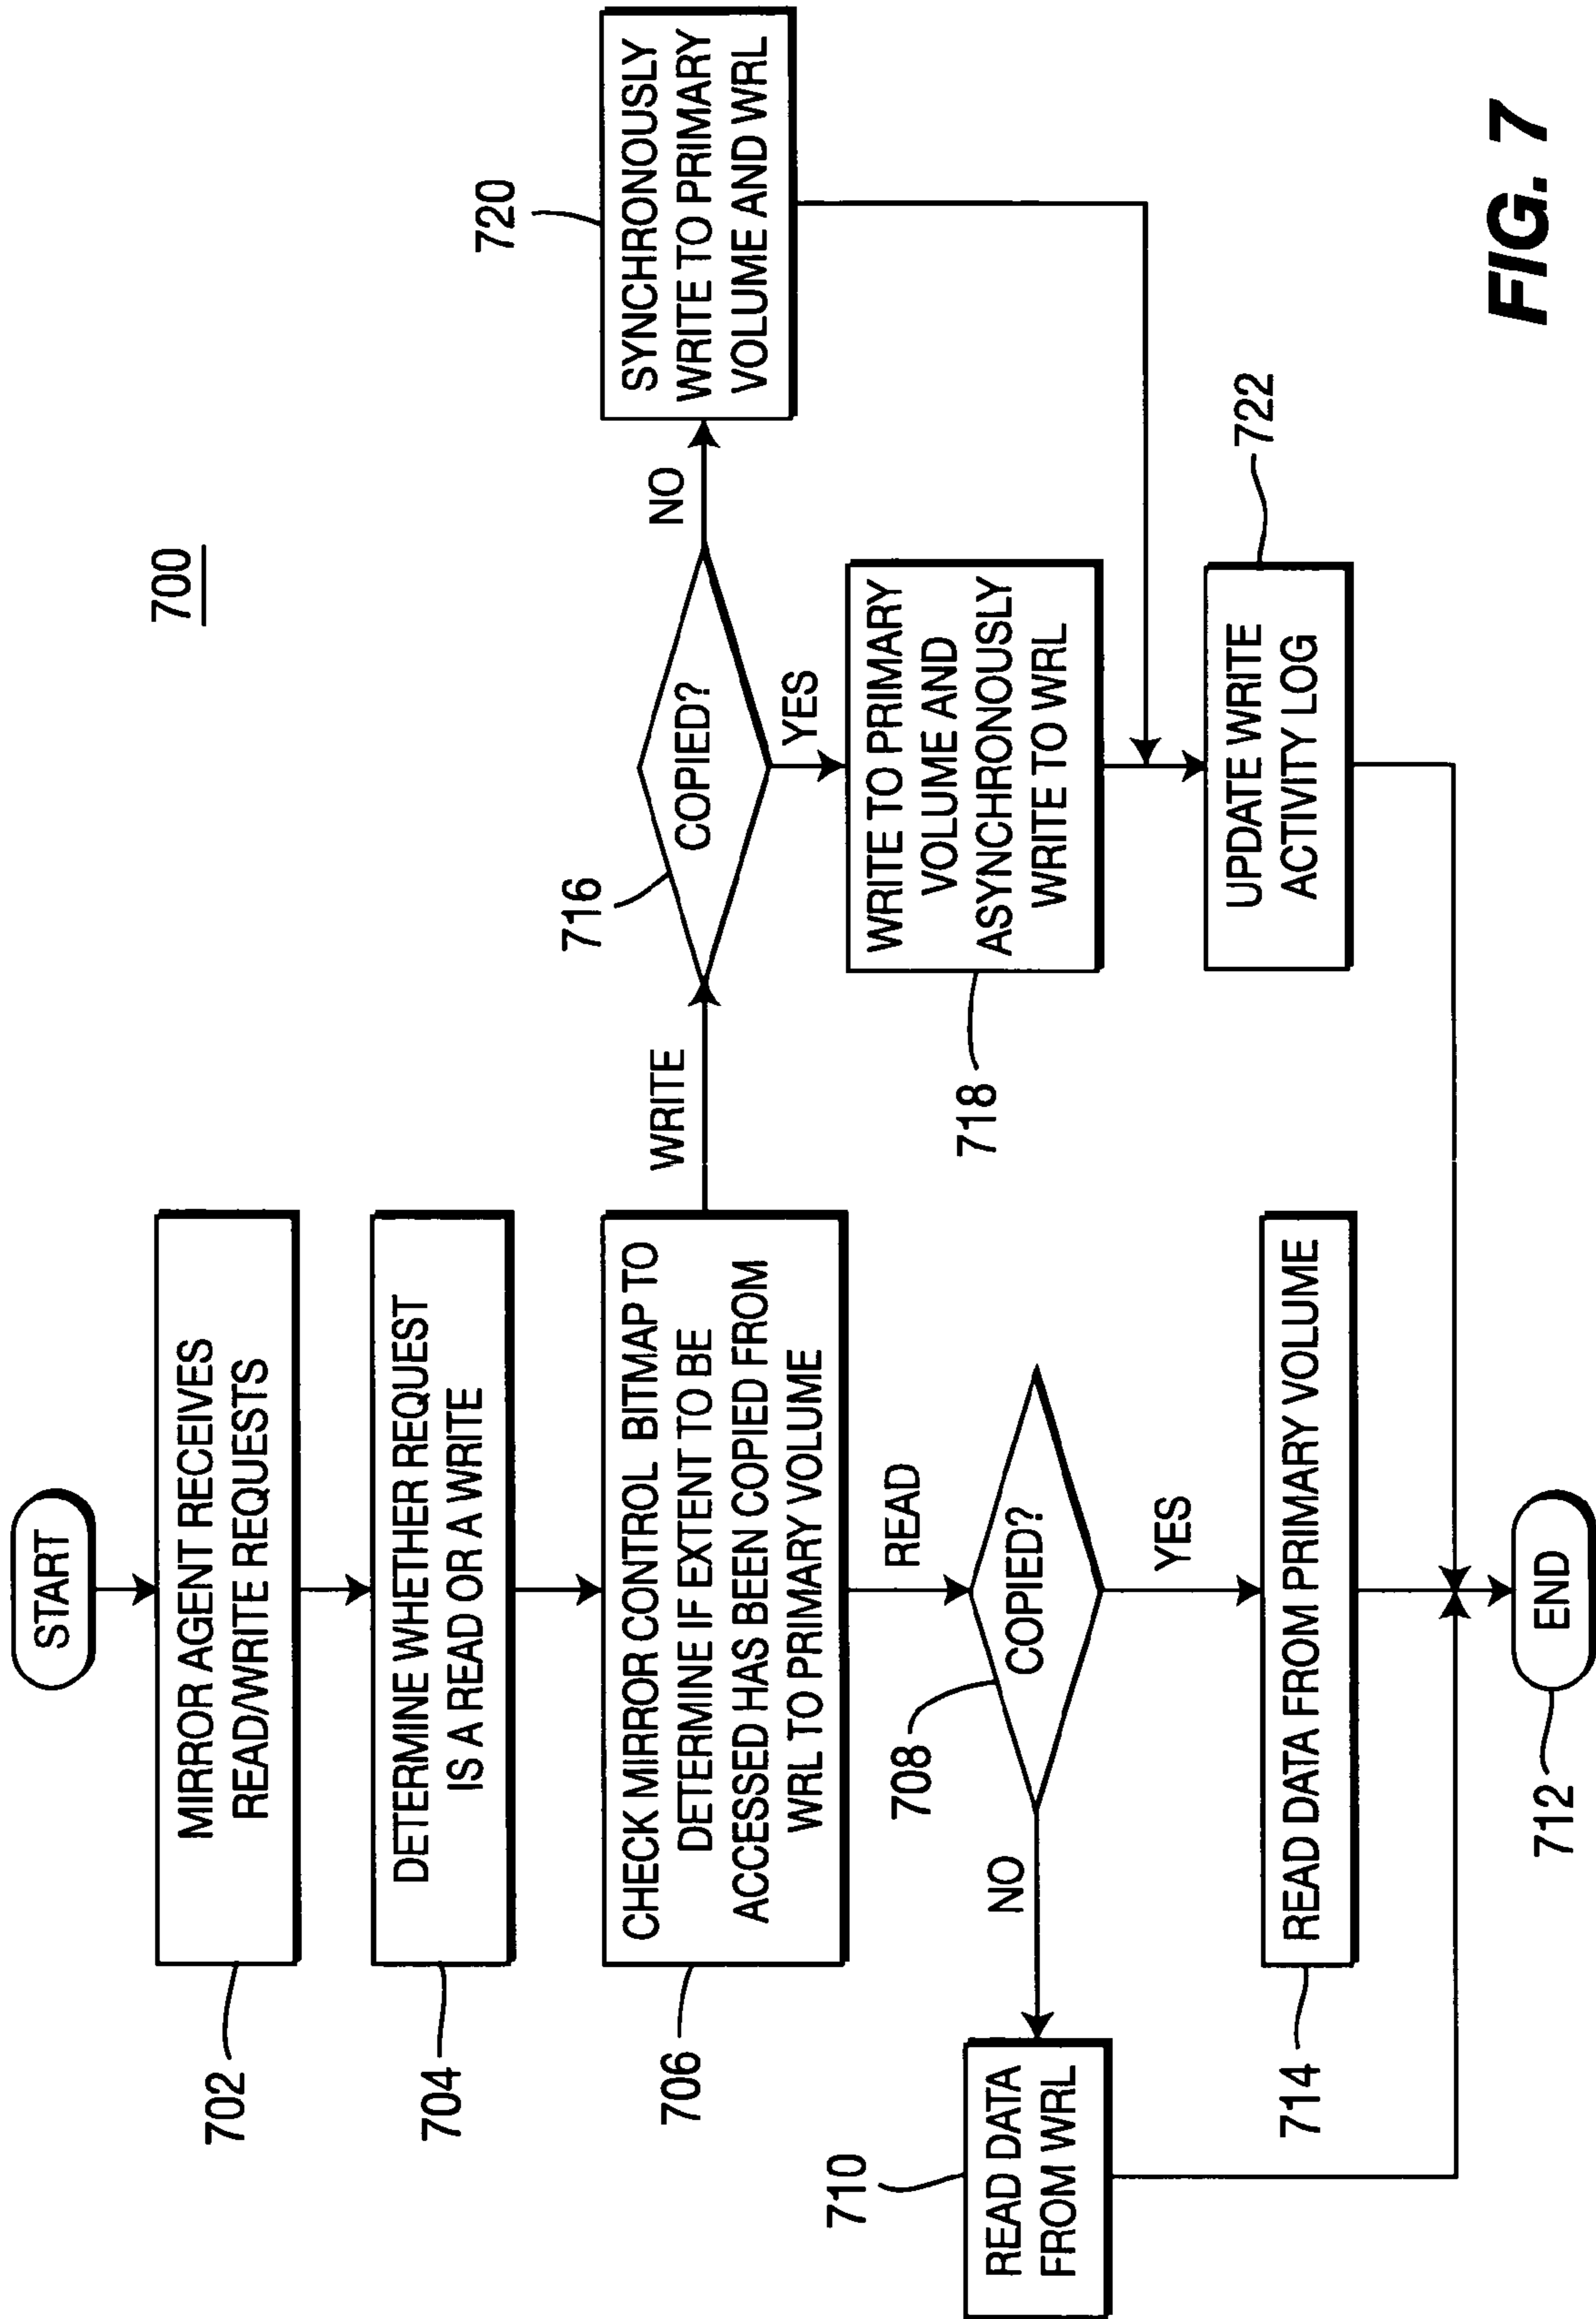 700
START
MIRROR AGENT RECEIVES
READ/WRITE REQUESTS
702
DETERMINE WHETHER REQUEST
IS A READ OR A WRITE
704
CHECK MIRROR CONTROL BITMAP TO
DETERMINE IF EXTENT TO BE
ACCESSED HAS BEEN COPIED FROM
WRL TO PRIMARY VOLUME
706
WRITE
READ
COPIED?
708
NO
YES
READ DATA
FROM WRL
710
READ DATA FROM PRIMARY VOLUME
714
END
712
COPIED?
716
NO
YES
SYNCHRONOUSLY
WRITE TO PRIMARY
VOLUME AND WRL
720
WRITE TO PRIMARY
VOLUME AND
ASYNCHRONOUSLY
WRITE TO WRL
718
UPDATE WRITE
ACTIVITY LOG
722
FIG. 7